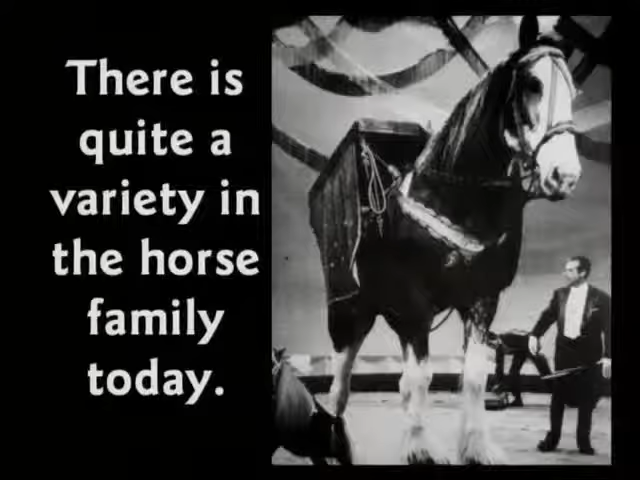 There is
quite a
variety in
the horse
family
today.